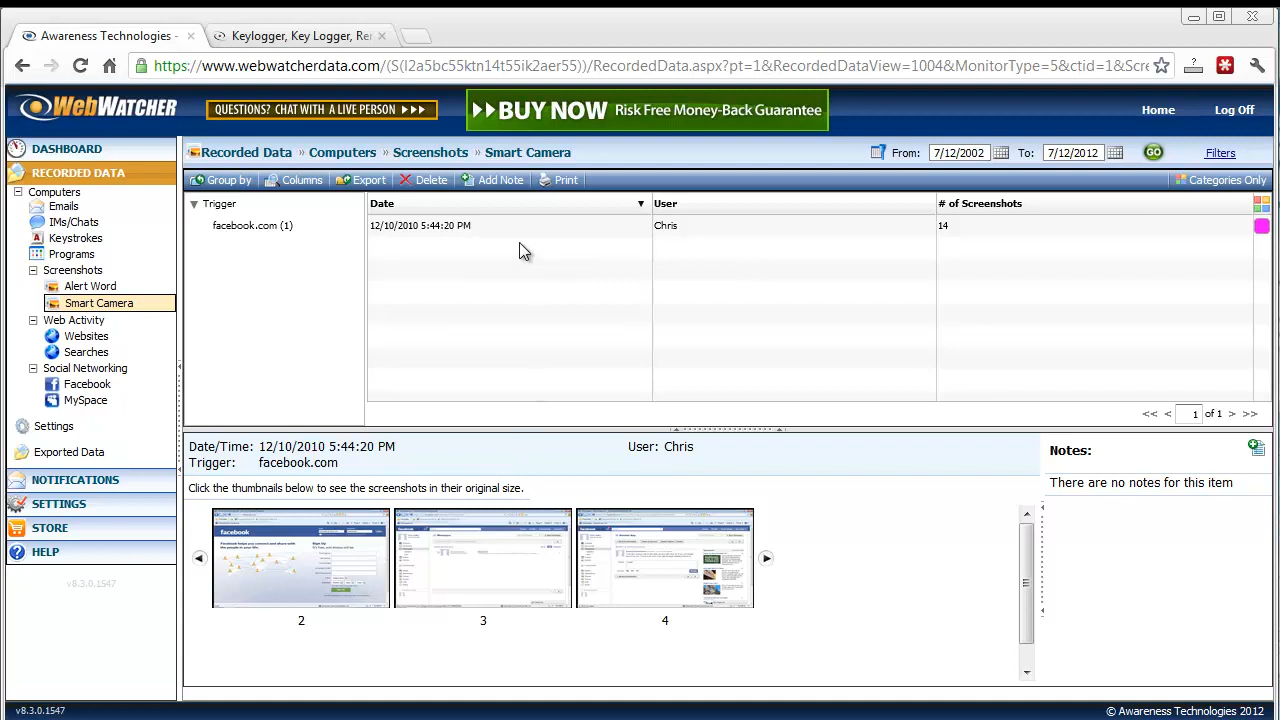 Awareness Technologies -
Keylogger, Key Logger, Re
https://www.webwatcherdata.com/(S(l2a5bc55ktn14t55ik2aer55))/RecordedData.aspx?pt=1&RecordedDataView=1004&MonitorType=5&ctid=1&Scre
WebWatcher
QUESTIONS? CHAT WITH A LIVE PERSON
BUY NOW Risk Free Money-Back Guarantee
Home
Log Off
DASHBOARD
RECORDED DATA
Computers
Emails
IMs/Chats
Keystrokes
Programs
Screenshots
Alert Word
Smart Camera
Web Activity
Websites
Searches
Social Networking
Facebook
MySpace
Settings
Exported Data
NOTIFICATIONS
SETTINGS
STORE
HELP
v8.3.0.1547
Recorded Data » Computers » Screenshots » Smart Camera
From: 7/12/2002 To: 7/12/2012 GO Filters
Group by Columns Export Delete Add Note Print Categories Only
Trigger
facebook.com (1)
Date User # of Screenshots
12/10/2010 5:44:20 PM Chris 14
<< < 1 of 1 > >>
Date/Time: 12/10/2010 5:44:20 PM User: Chris
Trigger: facebook.com
Click the thumbnails below to see the screenshots in their original size.
facebook
2 3 4
Notes:
There are no notes for this item
v8.3.0.1547
© Awareness Technologies 2012